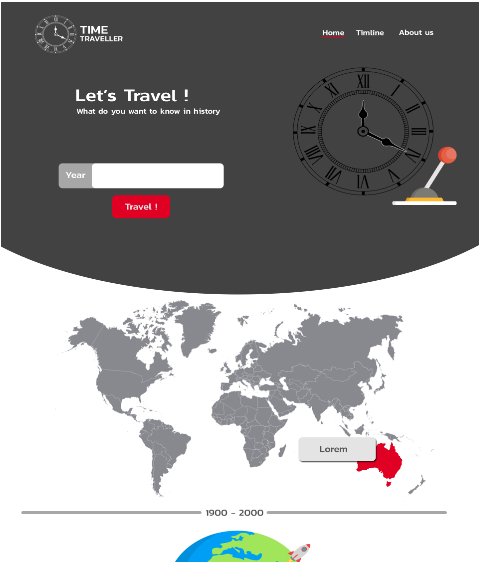 TIME
TRAVELLER
Home Timline About us
Let's Travel !
What do you want to know in history
Year
Travel !
Lorem
1900 - 2000